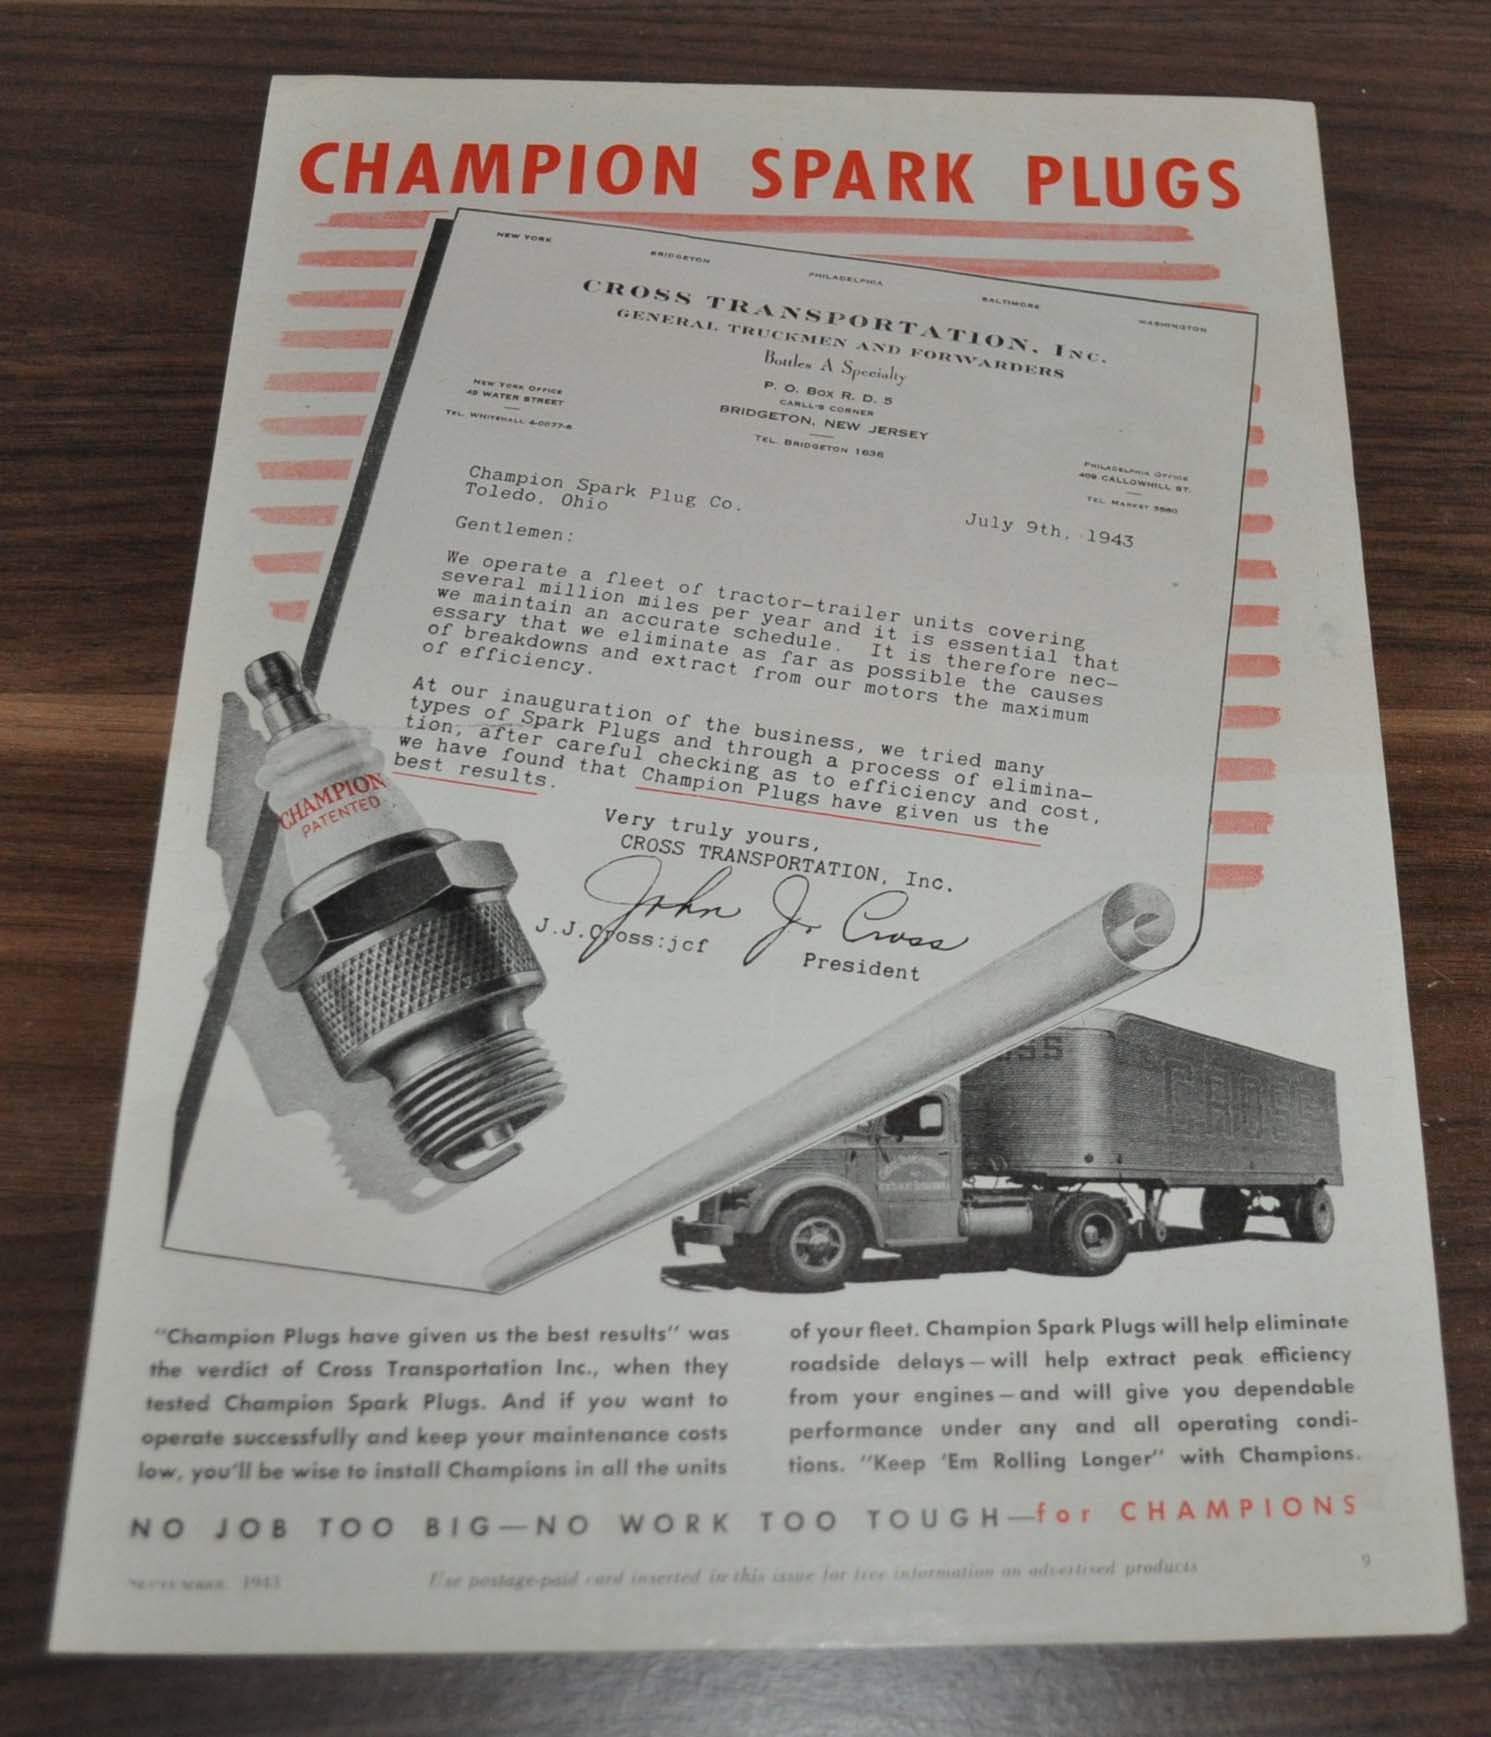 CHAMPION SPARK PLUGS
NEW YORK
BRIDGETON
PHILADELPHIA
BALTIMORE
WASHINGTON
CROSS TRANSPORTATION, INC.
GENERAL TRUCKMEN AND FORWARDERS
Bottles A Specialty
P. O. BOX R. D. 5
CARLL'S CORNER
BRIDGETON, NEW JERSEY
TEL. BRIDGETON 1636
NEW YORK OFFICE
45 WATER STREET
TEL. WHITEHALL 4-0077-8
PHILADELPHIA OFFICE
409 CALLOWHILL ST.
TEL. MARKET 5560
Champion Spark Plug Co.
Toledo, Ohio
July 9th, 1943
Gentlemen:
We operate a fleet of tractor-trailer units covering
several million miles per year and it is essential that
we maintain an accurate schedule. It is therefore nec-
essary that we eliminate as far as possible the causes
of breakdowns and extract from our motors the maximum
of efficiency.
At our inauguration of the business, we tried many
types of Spark Plugs and through a process of elimina-
tion, after careful checking as to efficiency and cost,
we have found that Champion Plugs have given us the
best results.
Very truly yours,
CROSS TRANSPORTATION, Inc.
John J. Cross
J.J.Cross:jcf
President
CHAMPION
PATENTED
CROSS
"Champion Plugs have given us the best results" was
the verdict of Cross Transportation Inc., when they
tested Champion Spark Plugs. And if you want to
operate successfully and keep your maintenance costs
low, you'll be wise to install Champions in all the units
of your fleet. Champion Spark Plugs will help eliminate
roadside delays—will help extract peak efficiency
from your engines—and will give you dependable
performance under any and all operating condi-
tions. "Keep 'Em Rolling Longer" with Champions.
NO JOB TOO BIG—NO WORK TOO TOUGH—for CHAMPIONS
SEPTEMBER, 1943
Use postage-paid card inserted in this issue for free information on advertised products
9